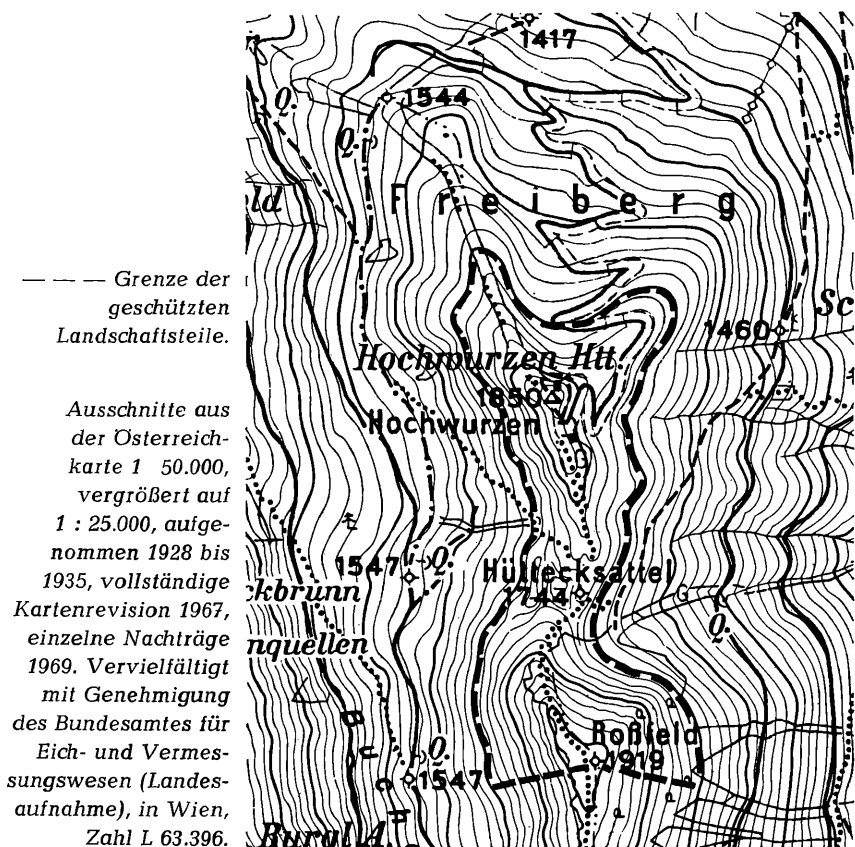 — — — Grenze der
geschützten
Landschaftsteile.
Ausschnitte aus
der Österreich-
karte 1 50.000,
vergrößert auf
1 : 25.000, aufge-
nommen 1928 bis
1935, vollständige
Kartenrevision 1967,
einzelne Nachträge
1969. Vervielfältigt
mit Genehmigung
des Bundesamtes für
Eich- und Vermes-
sungswesen (Landes-
aufnahme), in Wien,
Zahl L 63.396.
1417
Q.
1544
Q.
ld
Freiberg
Sc
1460
Hochwurzen Htt.
1850
Hochwurzen
1547
Q.
Hüttecksattel
1744
ckbrunn
Q.
nquellen
Roßfeld
1919
Q.
1547
Buch